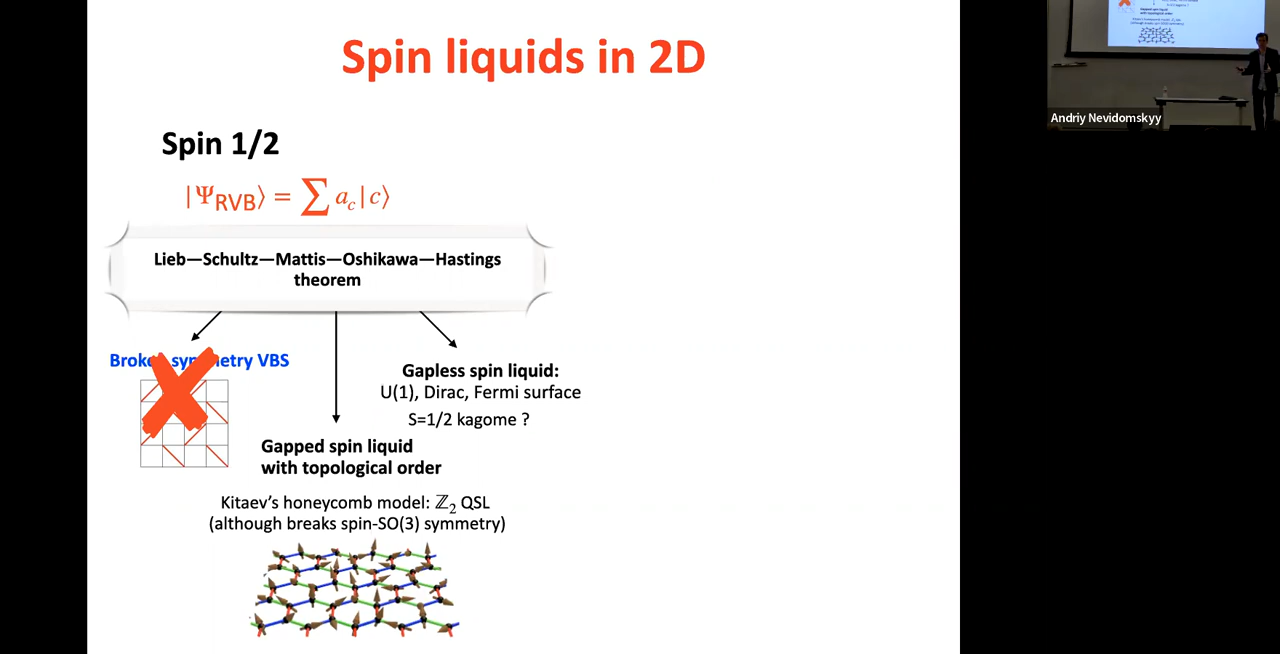 Spin liquids in 2D
Spin 1/2
|Ψ_RVB⟩ = ∑ a_c|c⟩
Lieb—Schultz—Mattis—Oshikawa—Hastings
theorem
Broken symmetry VBS
Gapless spin liquid:
U(1), Dirac, Fermi surface
S=1/2 kagome ?
Gapped spin liquid
with topological order
Kitaev's honeycomb model: ℤ₂ QSL
(although breaks spin-SO(3) symmetry)
Andriy Nevidomskyy